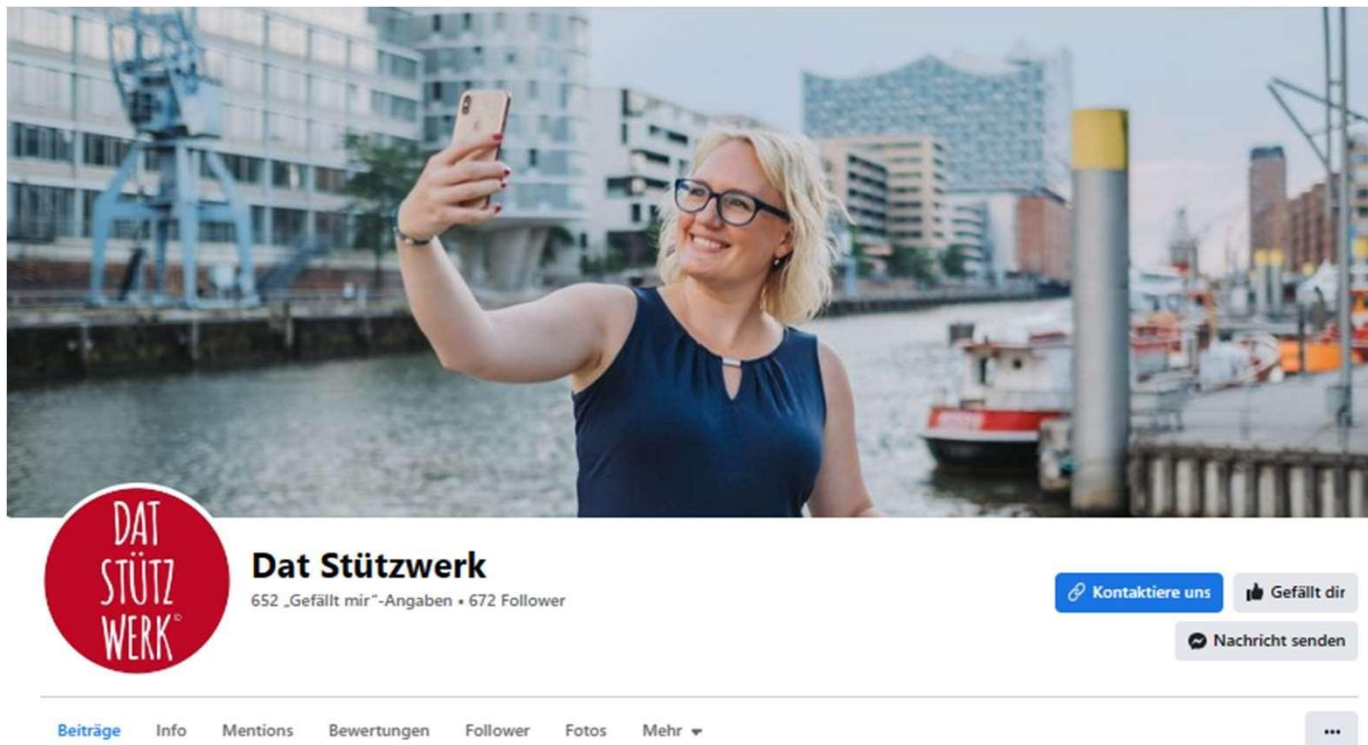 DAT
STÜTZ
WERK©
Dat Stützwerk
652 „Gefällt mir“-Angaben • 672 Follower
Kontaktiere uns
Gefällt dir
Nachricht senden
Beiträge Info Mentions Bewertungen Follower Fotos Mehr